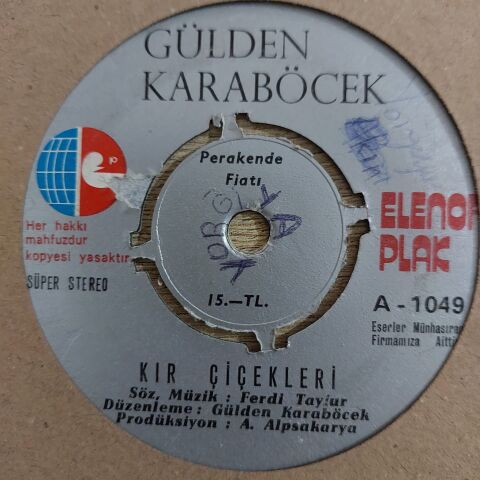 GÜLDEN
KARABÖCEK
Perakende
Fiatı
15.—TL.
Her hakkı
mahfuzdur
kopyesi yasaktır
SÜPER STEREO
ELENOR
PLAK
A - 1049
Eserler Münhasıran
Firmamıza Aitti
KIR ÇİÇEKLERİ
Söz, Müzik : Ferdi Tayfur
Düzenleme : Gülden Karaböcek
Prodüksiyon : A. Alpsakarya